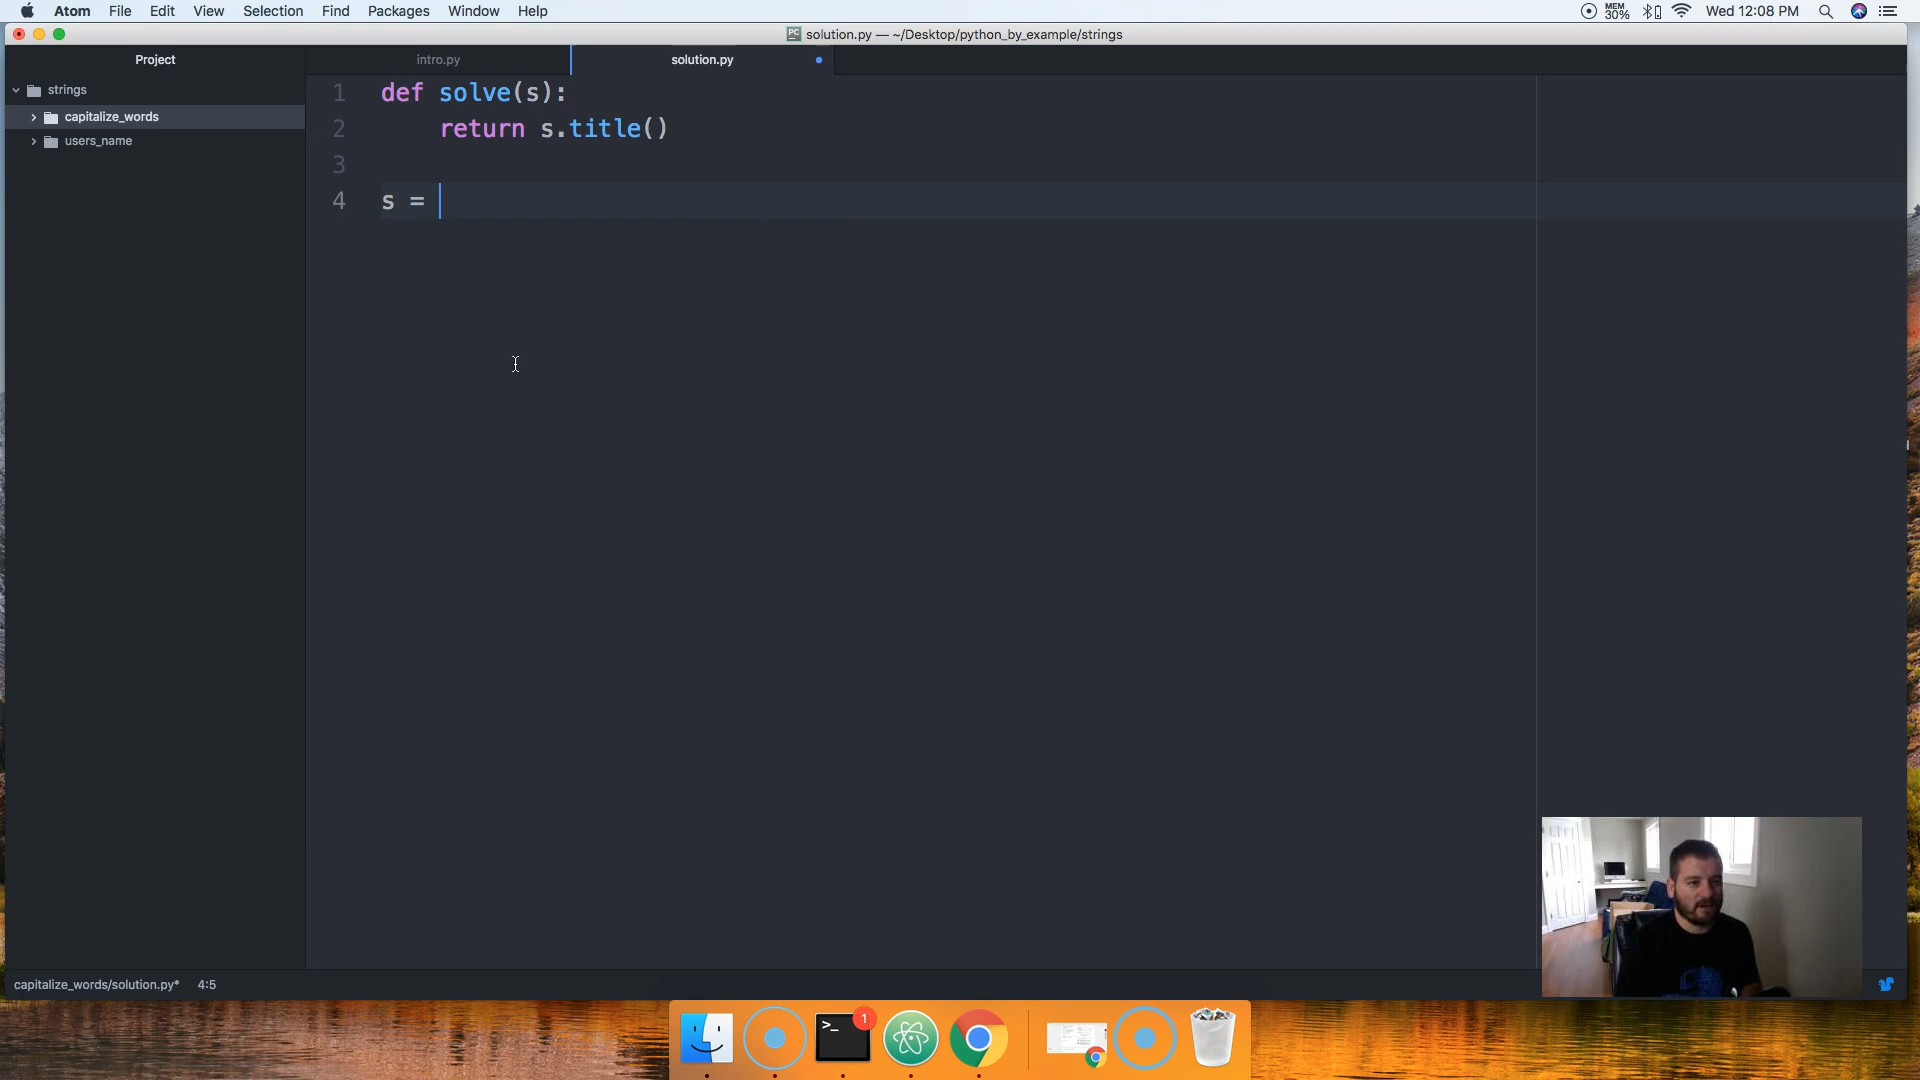 Atom File Edit View Selection Find Packages Window Help MEM 30% Wed 12:08 PM
solution.py — ~/Desktop/python_by_example/strings
Project intro.py solution.py
strings
capitalize_words
users_name
1 def solve(s):
2 return s.title()
3
4 s =
capitalize_words/solution.py* 4:5
>_ 1